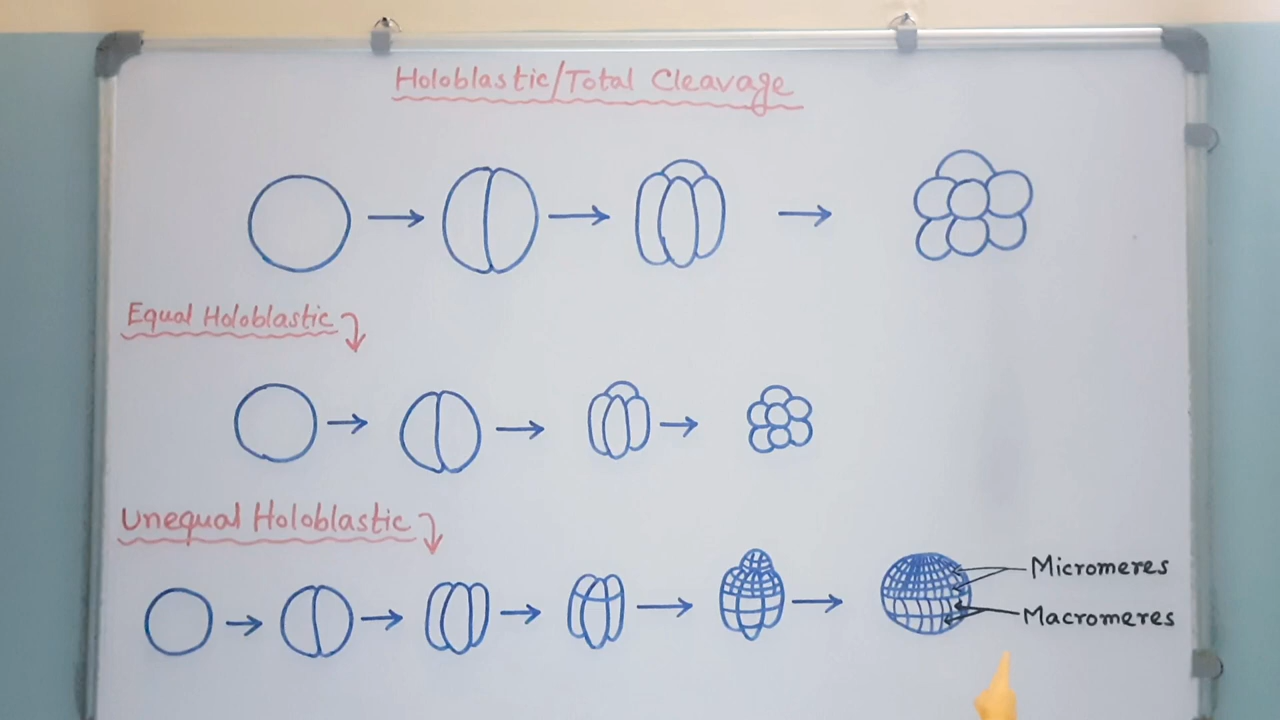 Holoblastic/Total Cleavage
Equal Holoblastic
Unequal Holoblastic
Micromeres
Macromeres